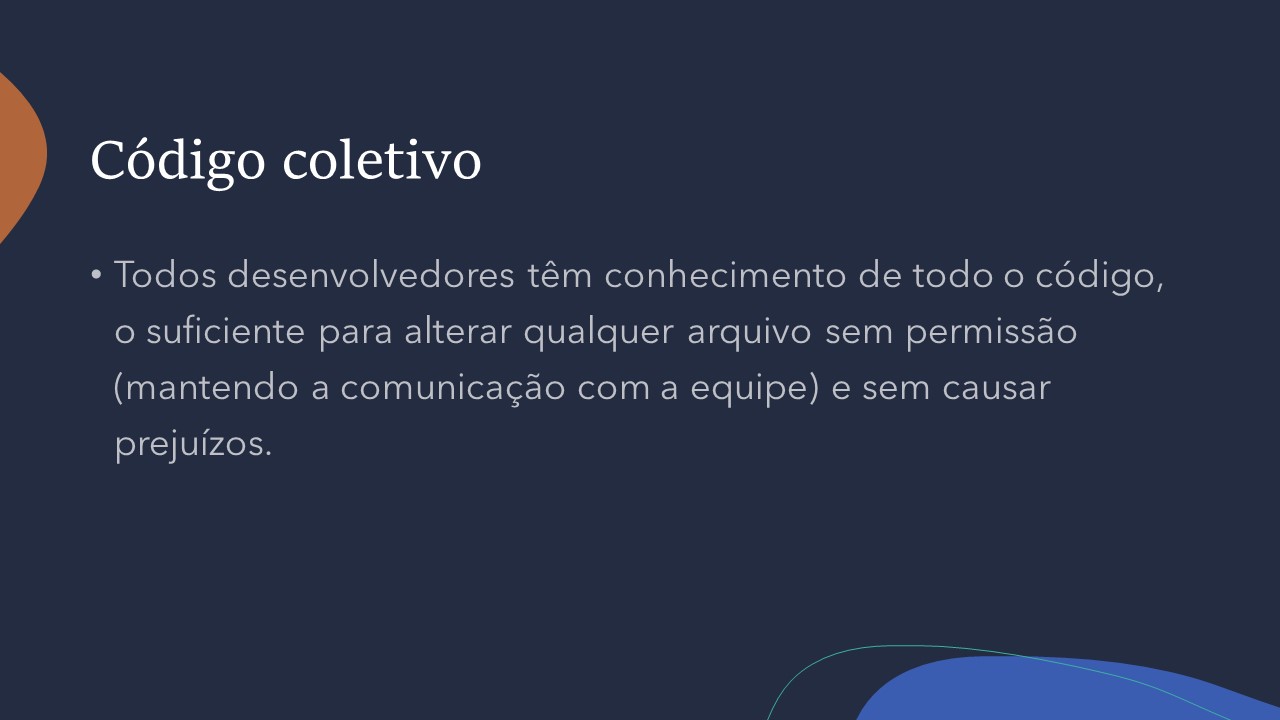 Código coletivo
• Todos desenvolvedores têm conhecimento de todo o código,
o suficiente para alterar qualquer arquivo sem permissão
(mantendo a comunicação com a equipe) e sem causar
prejuízos.